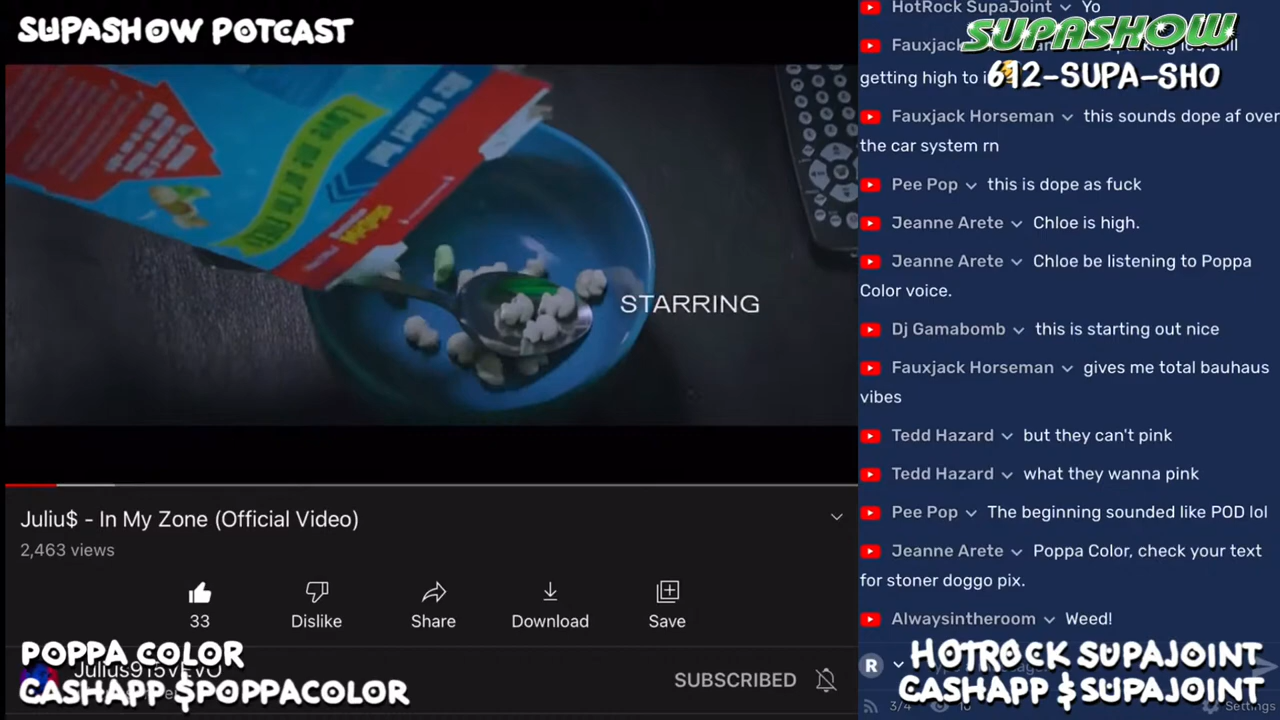 SUPASHOW POTCAST
STARRING
Juliu$ - In My Zone (Official Video)
2,463 views
33
Dislike
Share
Download
Save
POPPA COLOR
Julius915VEVO
CASHAPP $POPPACOLOR
SUBSCRIBED
HotRock SupaJoint Yo
SUPASHOW
Fauxjack
getting high to
612-SUPA-SHO
Fauxjack Horseman this sounds dope af over
the car system rn
Pee Pop this is dope as fuck
Jeanne Arete Chloe is high.
Jeanne Arete Chloe be listening to Poppa
Color voice.
Dj Gamabomb this is starting out nice
Fauxjack Horseman gives me total bauhaus
vibes
Tedd Hazard but they can't pink
Tedd Hazard what they wanna pink
Pee Pop The beginning sounded like POD lol
Jeanne Arete Poppa Color, check your text
for stoner doggo pix.
Alwaysintheroom Weed!
R
HOTROCK SUPAJOINT
CASHAPP $SUPAJOINT
3/4
Settings